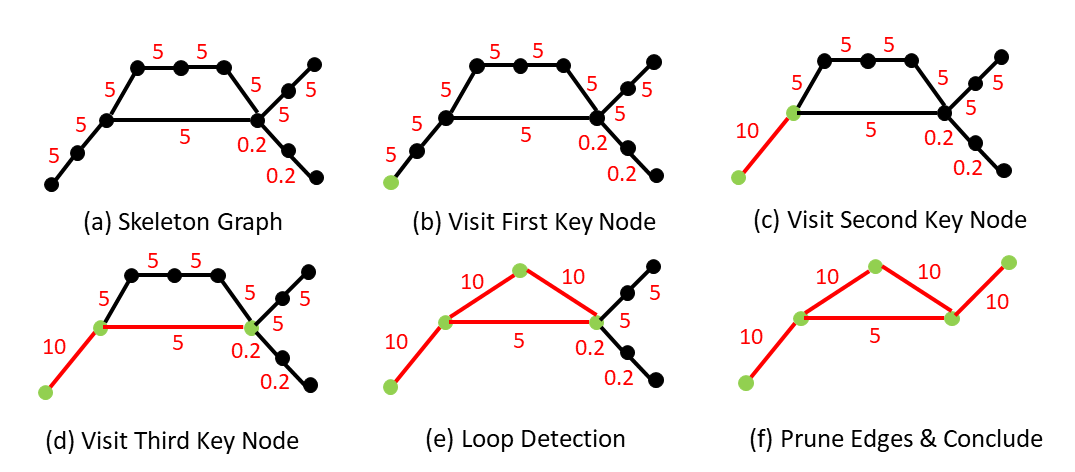 5 5
5 5
5 5 5
5 5 0.2
0.2
(a) Skeleton Graph
5 5
5 5
5 5 5
5 5 0.2
0.2
(b) Visit First Key Node
5 5
5 5
5 5
10 5 0.2
0.2
(c) Visit Second Key Node
5 5
5 5
5 5
10 5 0.2
0.2
(d) Visit Third Key Node
10 10
5
5
10 5 0.2
0.2
(e) Loop Detection
10 10
10
10 5
(f) Prune Edges & Conclude